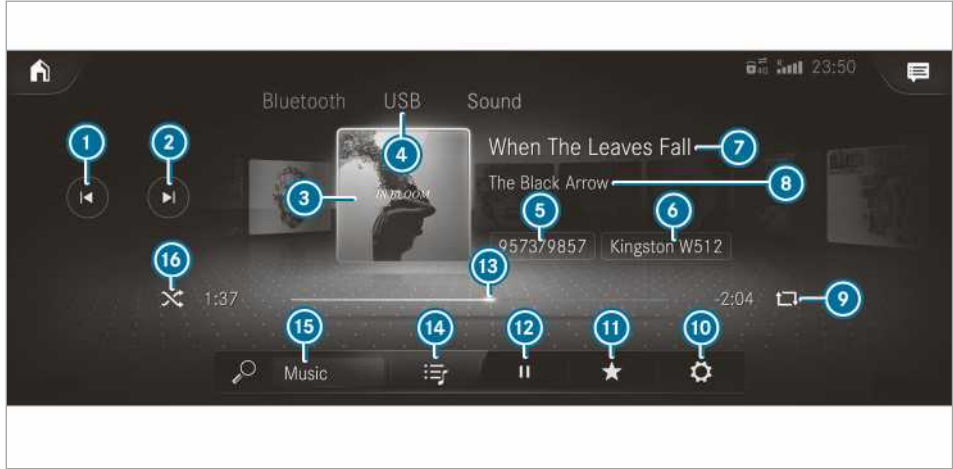 4G 23:50
Bluetooth USB Sound
1 2 4
When The Leaves Fall 7
3 IN BLOOM The Black Arrow 8
5 6
957379857 Kingston W512
16 13
1:37 -2:04 9
15 14 12 11 10
Music